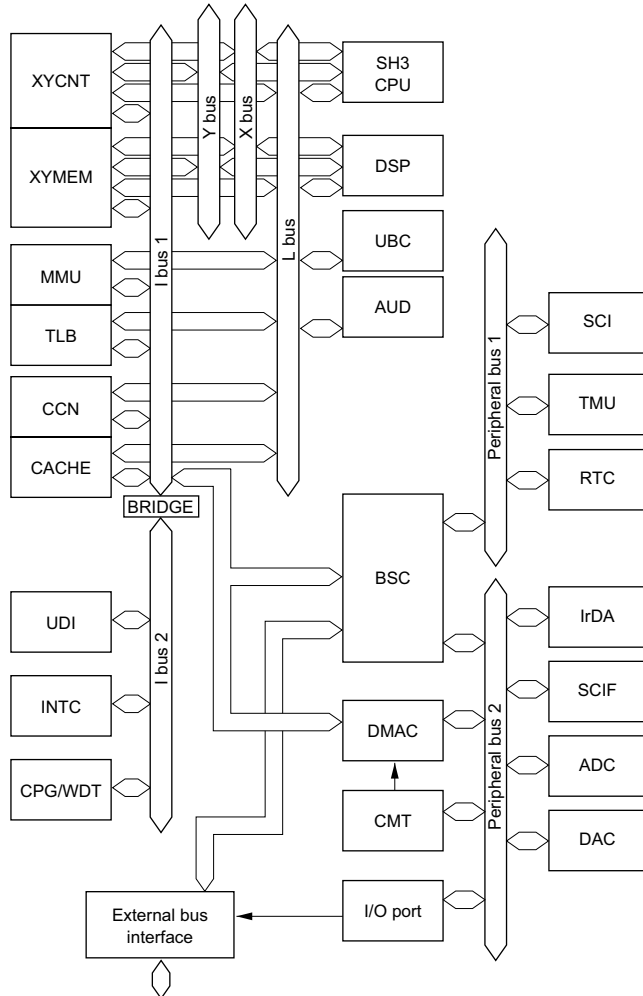 XYCNT
XYMEM
MMU
TLB
CCN
CACHE
BRIDGE
UDI
INTC
CPG/WDT
I bus 1
I bus 2
Y bus
X bus
L bus
SH3
CPU
DSP
UBC
AUD
BSC
DMAC
CMT
I/O port
External bus
interface
Peripheral bus 1
Peripheral bus 2
SCI
TMU
RTC
IrDA
SCIF
ADC
DAC